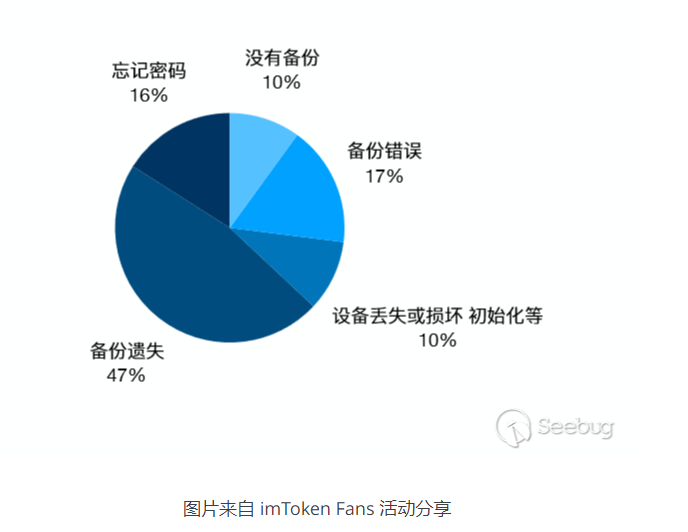 没有备份
10%
忘记密码
16%
备份错误
17%
设备丢失或损坏 初始化等
10%
备份遗失
47%
Seebug
图片来自 imToken Fans 活动分享